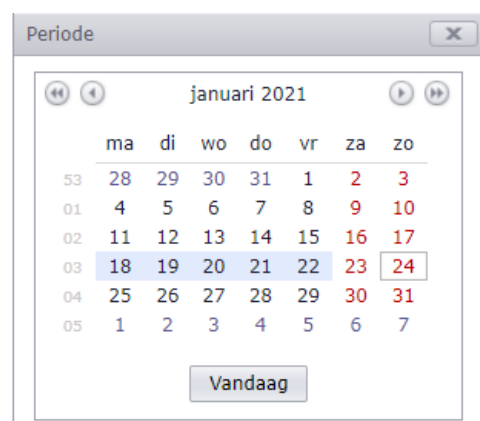 Periode
januari 2021
ma di wo do vr za zo
53 28 29 30 31 1 2 3
01 4 5 6 7 8 9 10
02 11 12 13 14 15 16 17
03 18 19 20 21 22 23 24
04 25 26 27 28 29 30 31
05 1 2 3 4 5 6 7
Vandaag